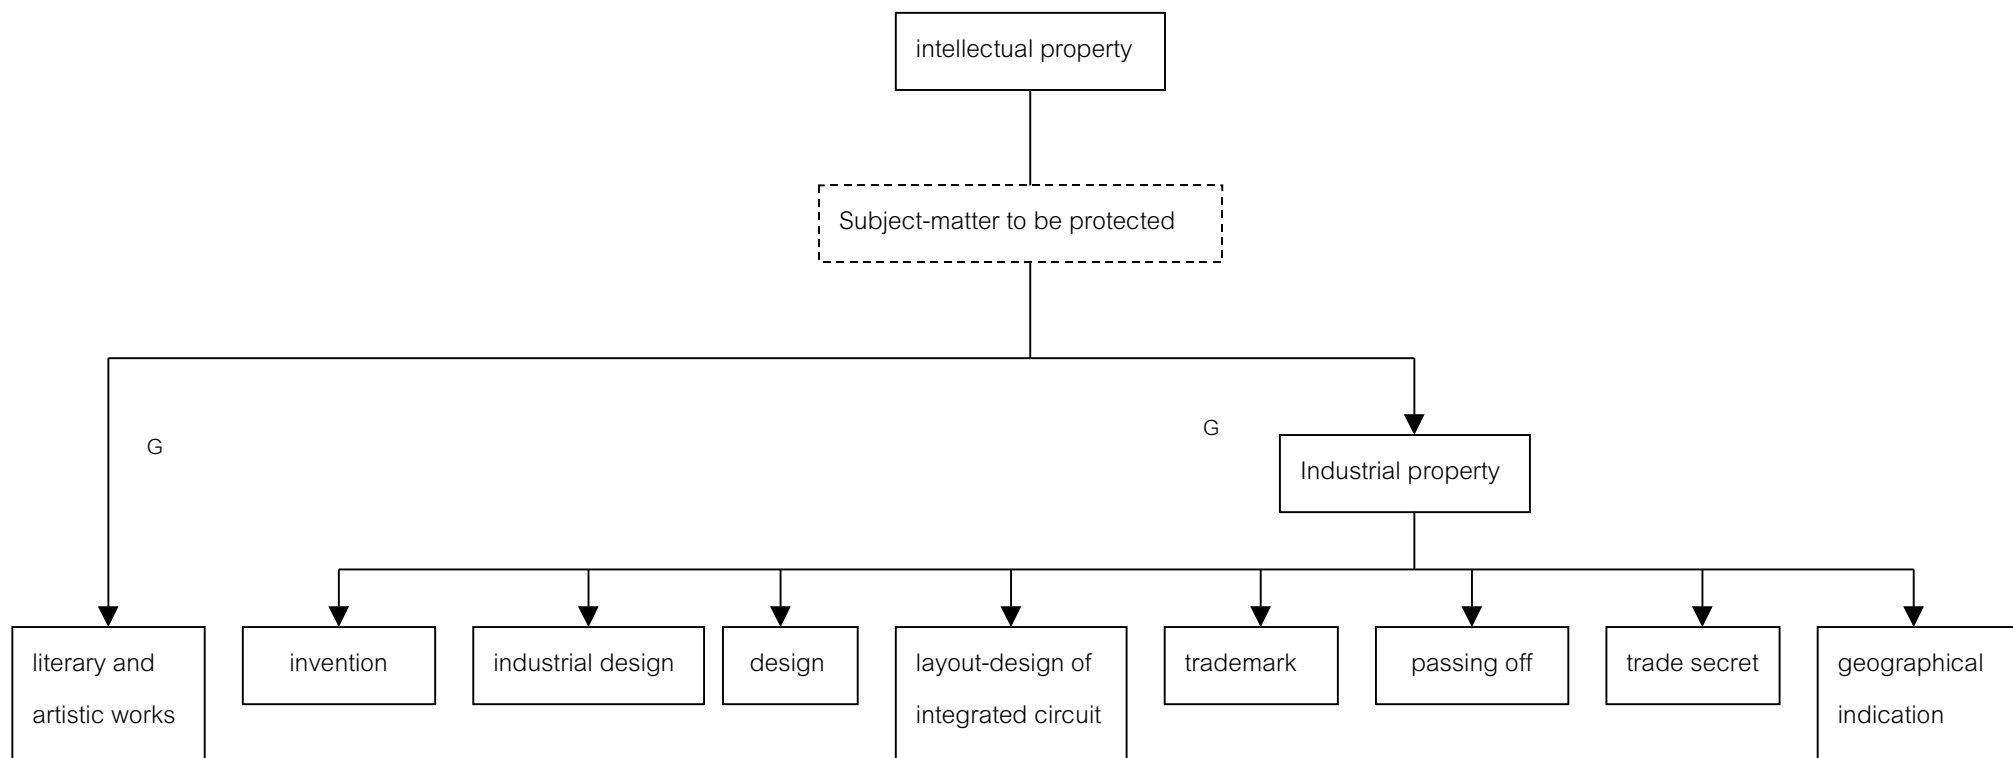 intellectual property
Subject-matter to be protected
G
G
Industrial property
literary and
artistic works
invention
industrial design
design
layout-design of
integrated circuit
trademark
passing off
trade secret
geographical
indication